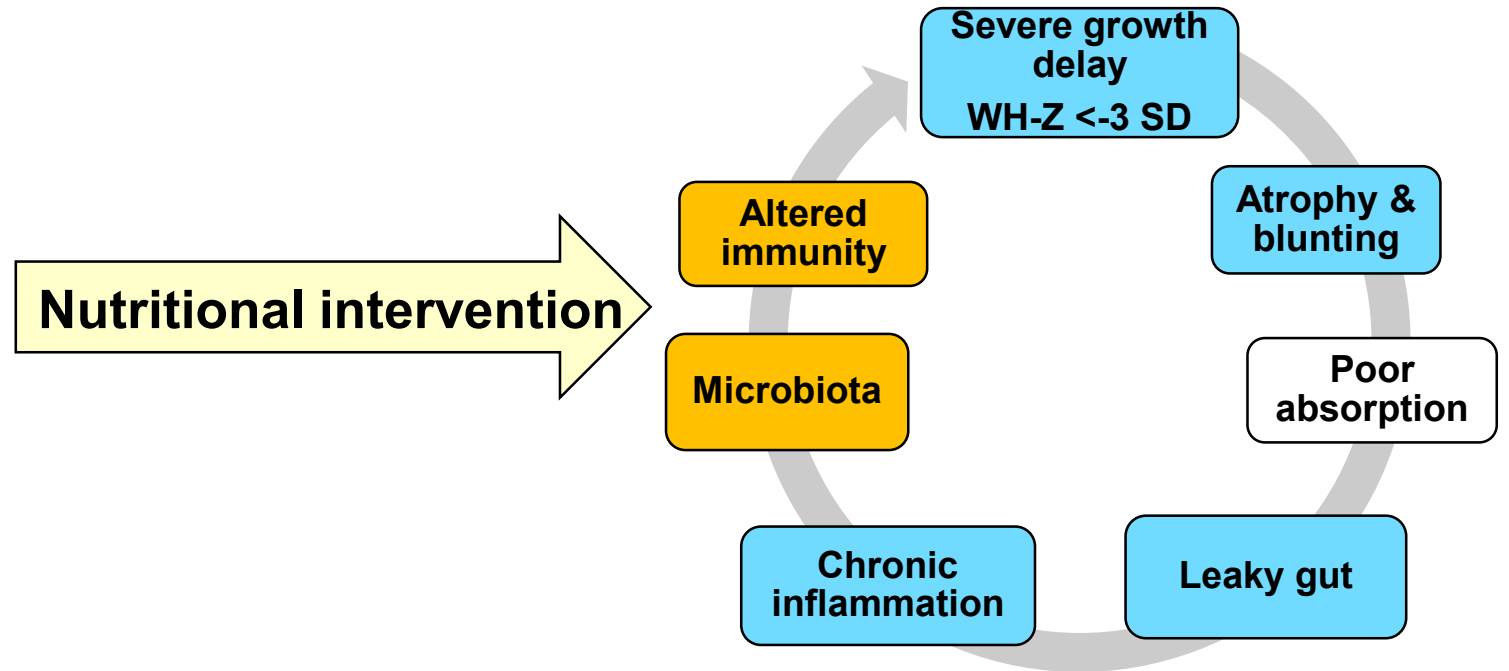 Severe growth
delay
WH-Z <-3 SD
Altered
immunity
Atrophy &
blunting
Nutritional intervention
Microbiota
Poor
absorption
Chronic
inflammation
Leaky gut